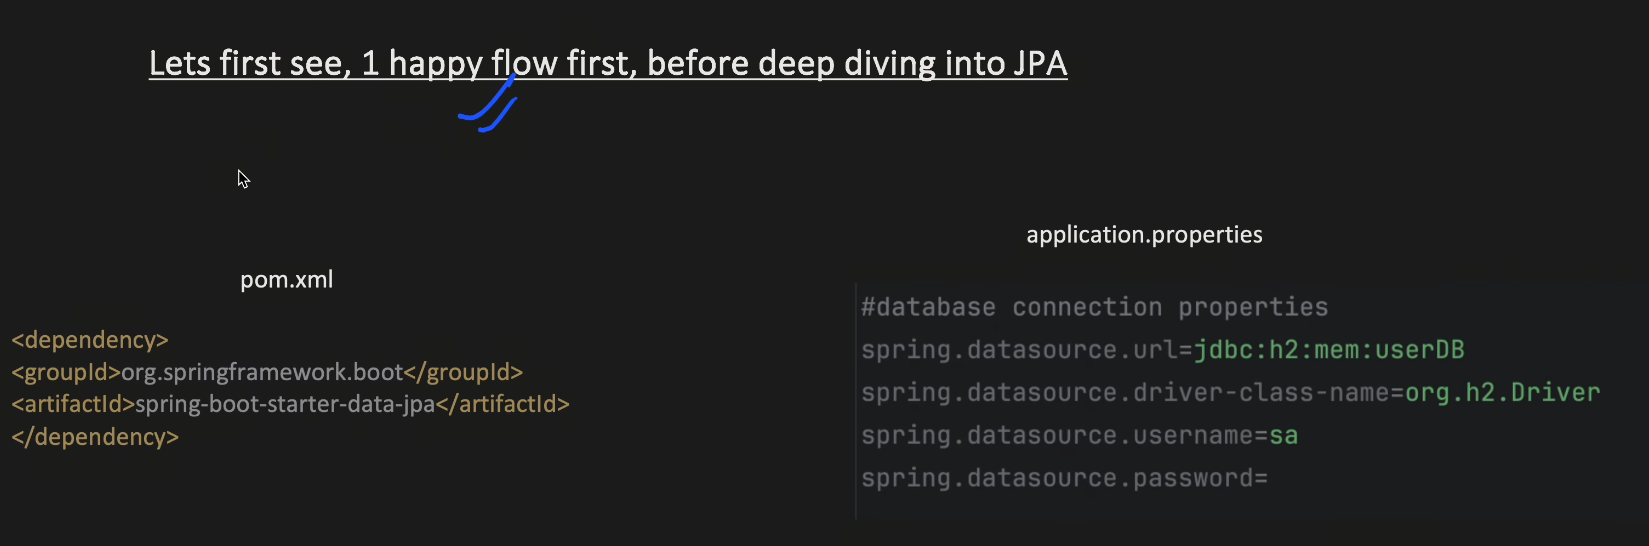 Lets first see, 1 happy flow first, before deep diving into JPA
pom.xml
<dependency>
<groupId>org.springframework.boot</groupId>
<artifactId>spring-boot-starter-data-jpa</artifactId>
</dependency>
application.properties
#database connection properties
spring.datasource.url=jdbc:h2:mem:userDB
spring.datasource.driver-class-name=org.h2.Driver
spring.datasource.username=sa
spring.datasource.password=